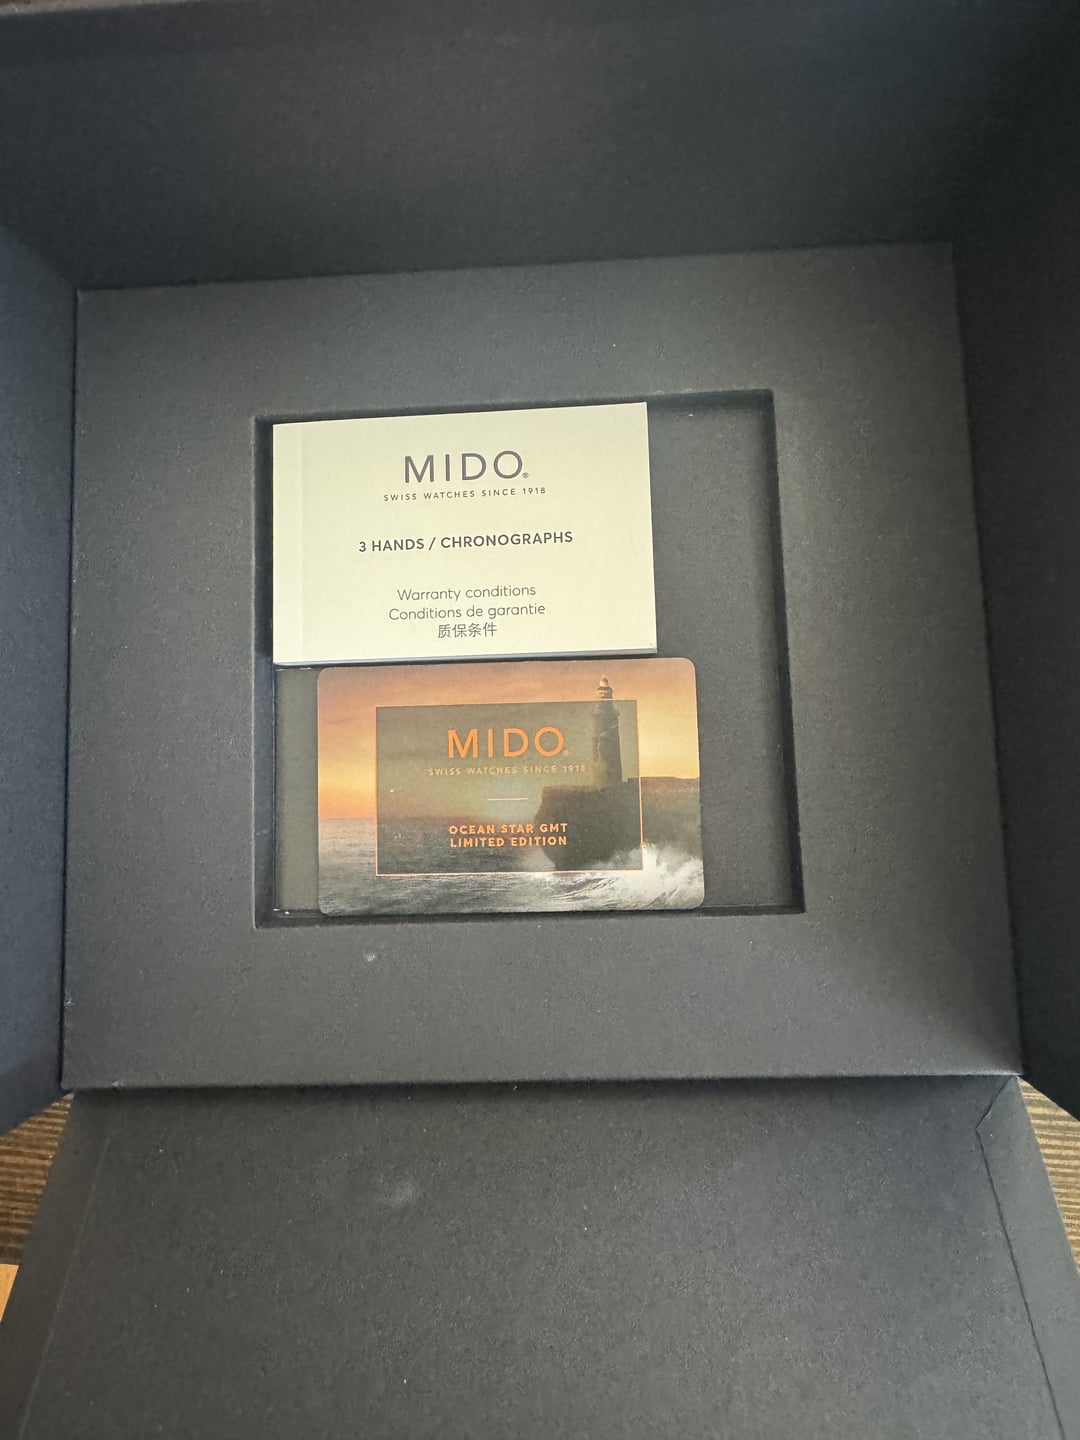 MIDO®
SWISS WATCHES SINCE 1918
3 HANDS / CHRONOGRAPHS
Warranty conditions
Conditions de garantie
质保条件
MIDO®
SWISS WATCHES SINCE 1918
OCEAN STAR GMT
LIMITED EDITION